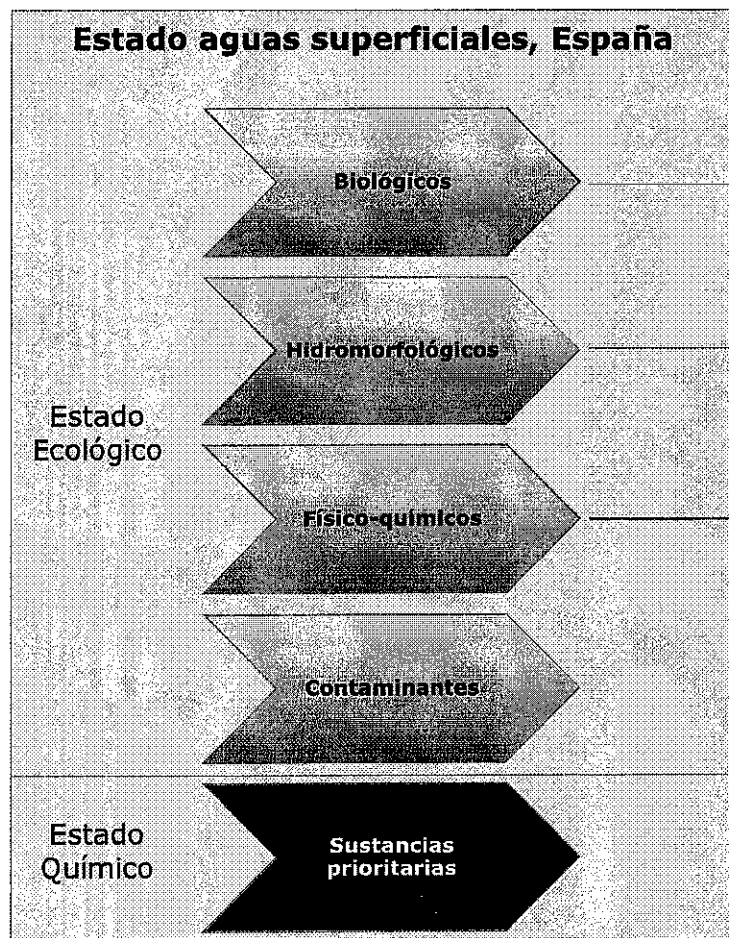 Estado aguas superficiales, España
Biológicos
Hidromorfológicos
Estado
Ecológico
Físico-químicos
Contaminantes
Estado
Químico
Sustancias
prioritarias